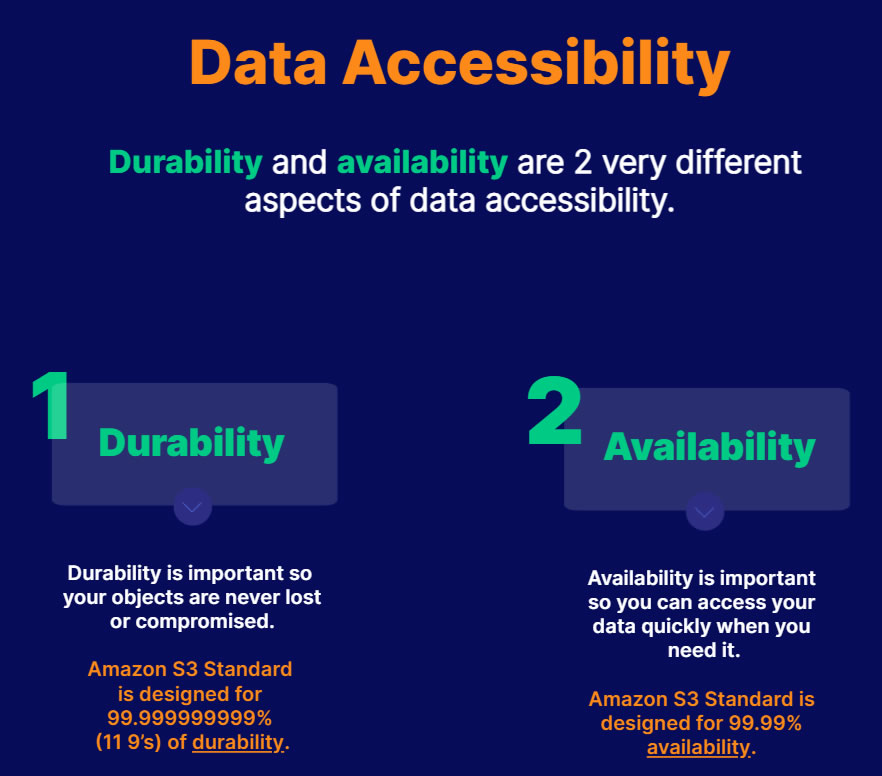 Data Accessibility
Durability and availability are 2 very different
aspects of data accessibility.
1
Durability
Durability is important so
your objects are never lost
or compromised.
Amazon S3 Standard
is designed for
99.999999999%
(11 9’s) of durability.
2
Availability
Availability is important
so you can access your
data quickly when you
need it.
Amazon S3 Standard is
designed for 99.99%
availability.